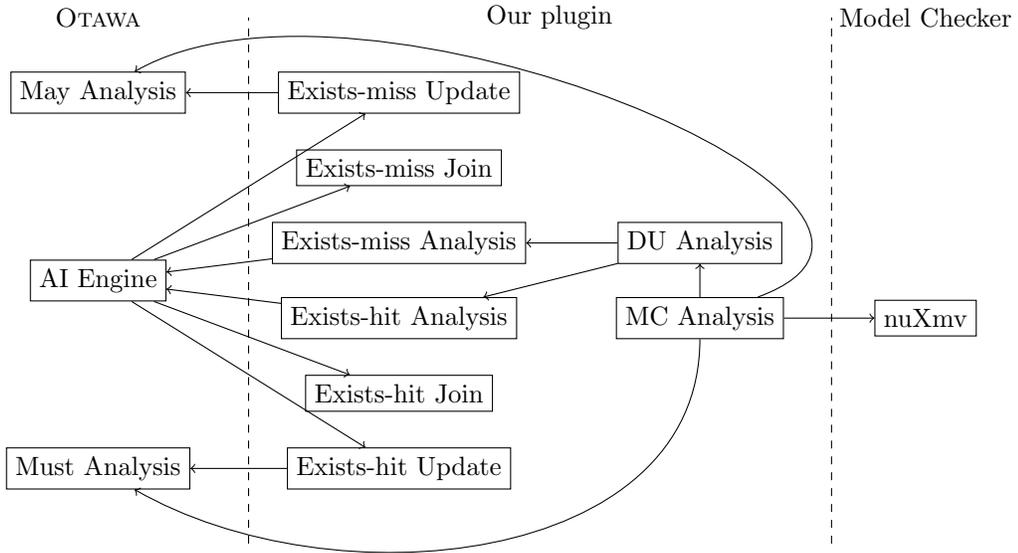 OTAWA
Our plugin
Model Checker
May Analysis
Exists-miss Update
Exists-miss Join
Exists-miss Analysis
DU Analysis
AI Engine
Exists-hit Analysis
MC Analysis
nuXmv
Exists-hit Join
Must Analysis
Exists-hit Update